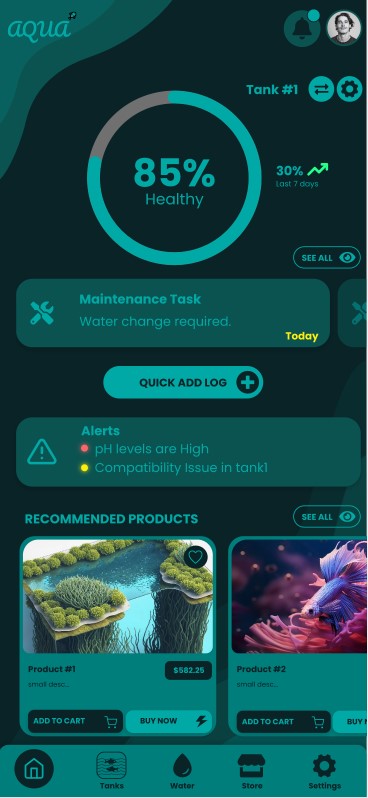 aqua
Tank #1
85%
Healthy
30%
Last 7 days
SEE ALL
Maintenance Task
Water change required.
Today
QUICK ADD LOG
Alerts
pH levels are High
Compatibility Issue in tank1
RECOMMENDED PRODUCTS
SEE ALL
Product #1
$582.25
small desc...
ADD TO CART
BUY NOW
Product #2
small desc...
ADD TO CART
BUY N
Tanks
Water
Store
Settings